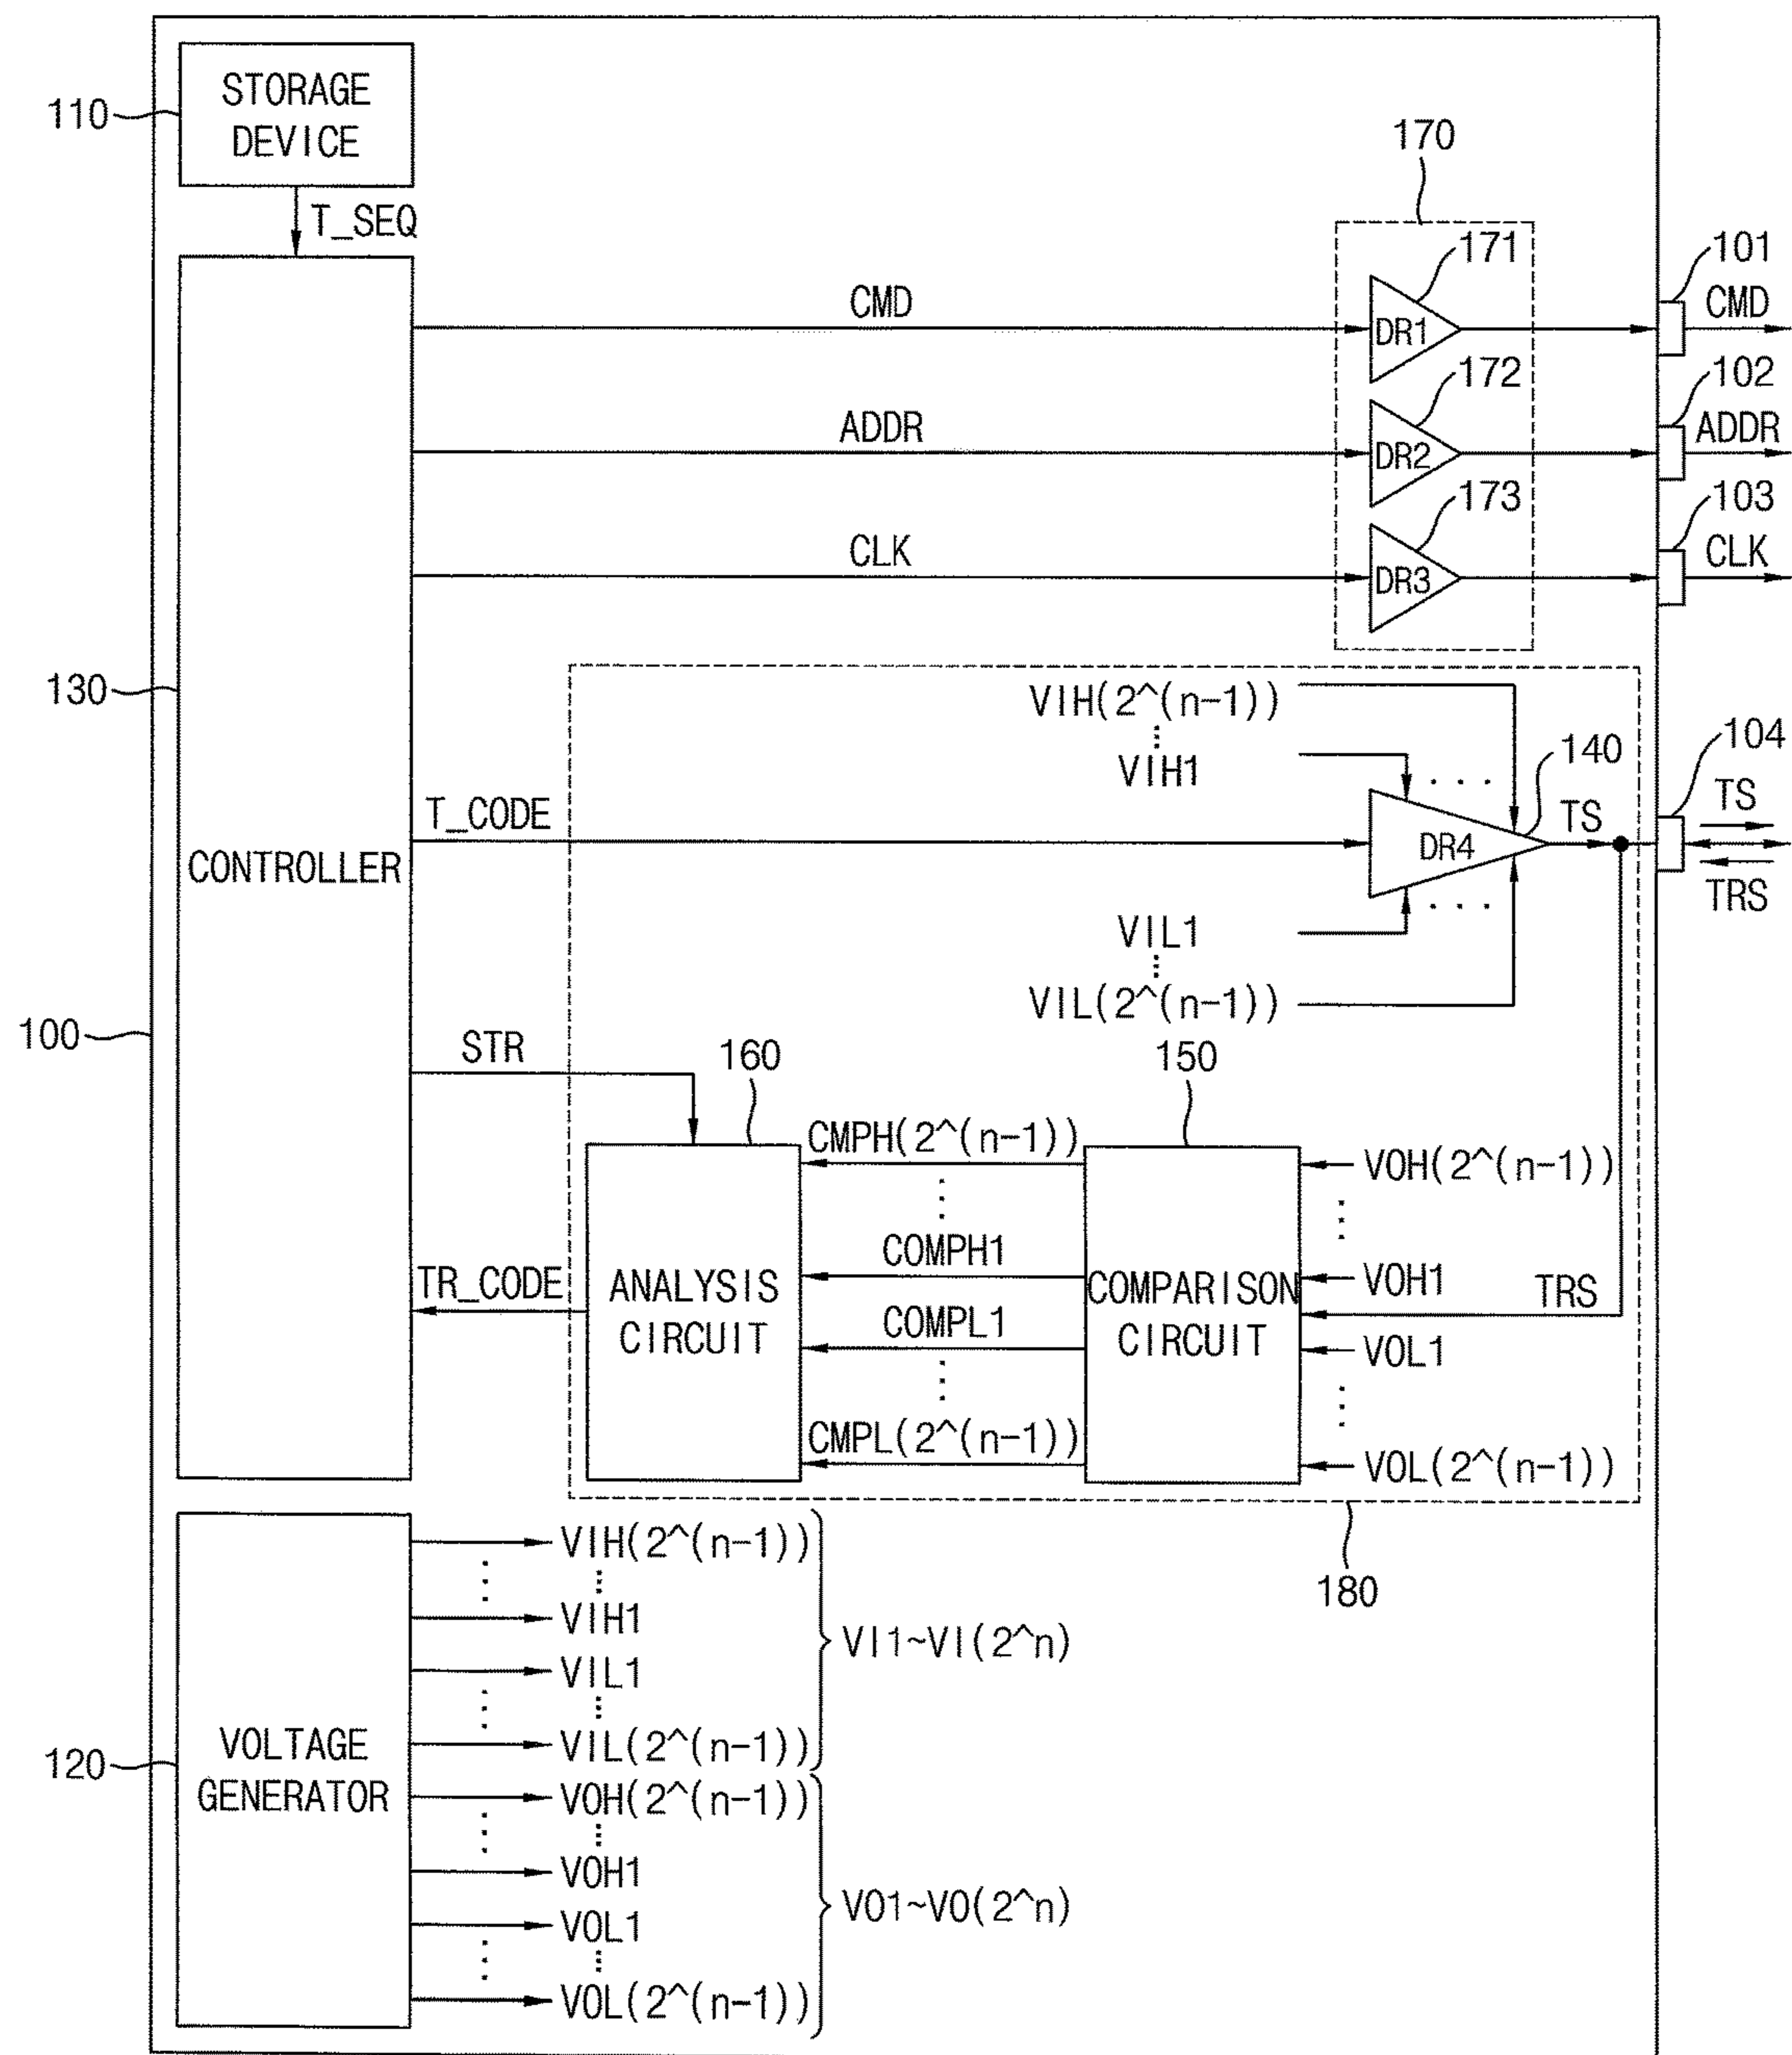 STORAGE
DEVICE
110
T_SEQ
170
171
101
CMD
DR1
CMD
172
102
ADDR
DR2
ADDR
173
103
CLK
DR3
CLK
130
CONTROLLER
100
VIH(2^(n-1))
VIH1
140
104
T_CODE
DR4
TS
TS
TRS
VIL1
VIL(2^(n-1))
STR
160
150
CMPH(2^(n-1))
VOH(2^(n-1))
COMPH1
VOH1
TR_CODE
ANALYSIS
CIRCUIT
COMPARISON
CIRCUIT
TRS
COMPL1
VOL1
CMPL(2^(n-1))
VOL(2^(n-1))
180
120
VOLTAGE
GENERATOR
VIH(2^(n-1))
VIH1
VIL1
VIL(2^(n-1))
VI1~VI(2^n)
VOH(2^(n-1))
VOH1
VOL1
VOL(2^(n-1))
VO1~VO(2^n)